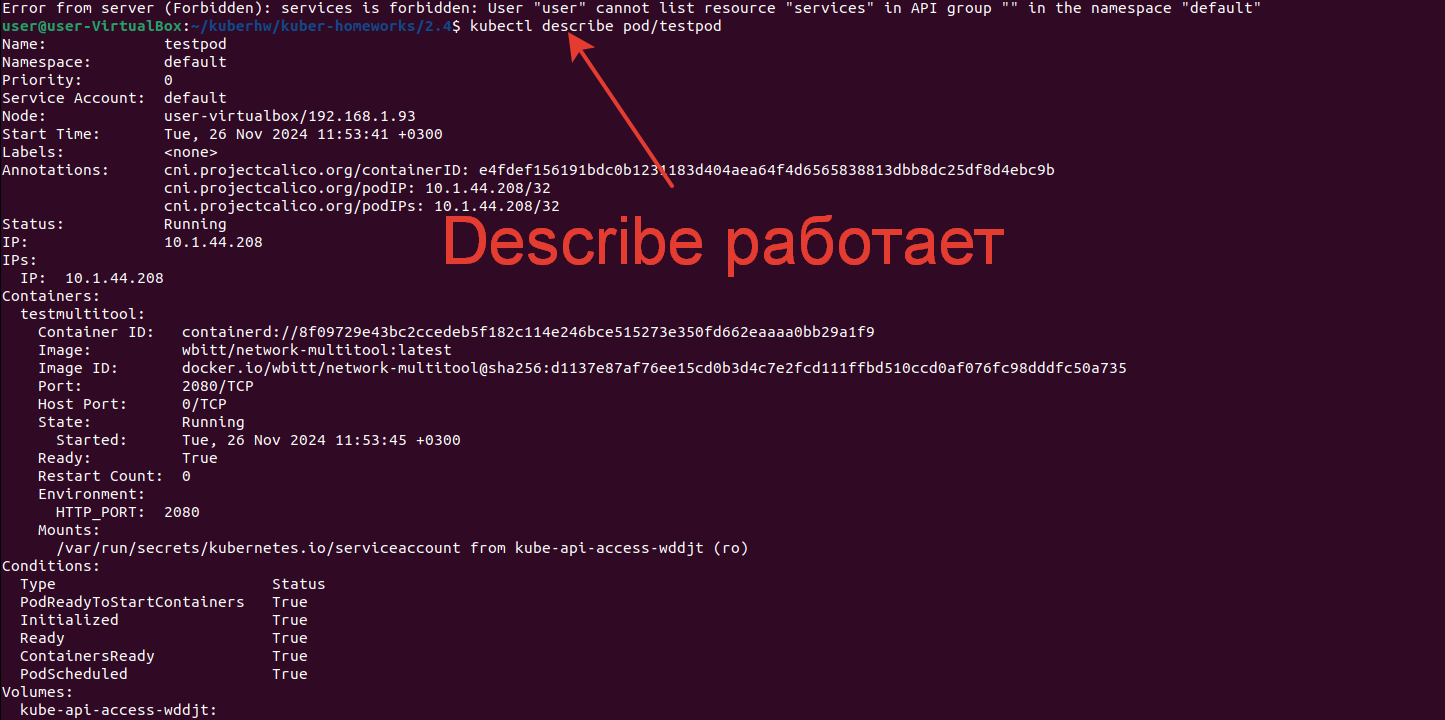 Error from server (Forbidden): services is forbidden: User "user" cannot list resource "services" in API group "" in the namespace "default"
user@user-VirtualBox:~/kuberhw/kuber-homeworks/2.4$ kubectl describe pod/testpod
Name:             testpod
Namespace:        default
Priority:         0
Service Account:  default
Node:             user-virtualbox/192.168.1.93
Start Time:       Tue, 26 Nov 2024 11:53:41 +0300
Labels:           <none>
Annotations:      cni.projectcalico.org/containerID: e4fdef156191bdc0b1231183d404aea64f4d6565838813dbb8dc25df8d4ebc9b
                  cni.projectcalico.org/podIP: 10.1.44.208/32
                  cni.projectcalico.org/podIPs: 10.1.44.208/32
Status:           Running
IP:               10.1.44.208
Describe работает
IPs:
  IP:  10.1.44.208
Containers:
  testmultitool:
    Container ID:   containerd://8f09729e43bc2ccedeb5f182c114e246bce515273e350fd662eaaaa0bb29a1f9
    Image:          wbitt/network-multitool:latest
    Image ID:       docker.io/wbitt/network-multitool@sha256:d1137e87af76ee15cd0b3d4c7e2fcd111ffbd510ccd0af076fc98dddfc50a735
    Port:           2080/TCP
    Host Port:      0/TCP
    State:          Running
      Started:      Tue, 26 Nov 2024 11:53:45 +0300
    Ready:          True
    Restart Count:  0
    Environment:
      HTTP_PORT:  2080
    Mounts:
      /var/run/secrets/kubernetes.io/serviceaccount from kube-api-access-wddjt (ro)
Conditions:
  Type                        Status
  PodReadyToStartContainers   True
  Initialized                 True
  Ready                       True
  ContainersReady             True
  PodScheduled                True
Volumes:
  kube-api-access-wddjt: